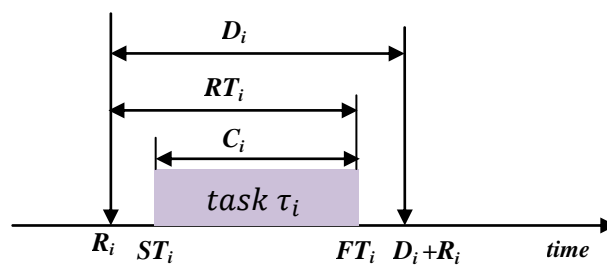 D_i
RT_i
C_i
task τ_i
R_i ST_i FT_i D_i+R_i time